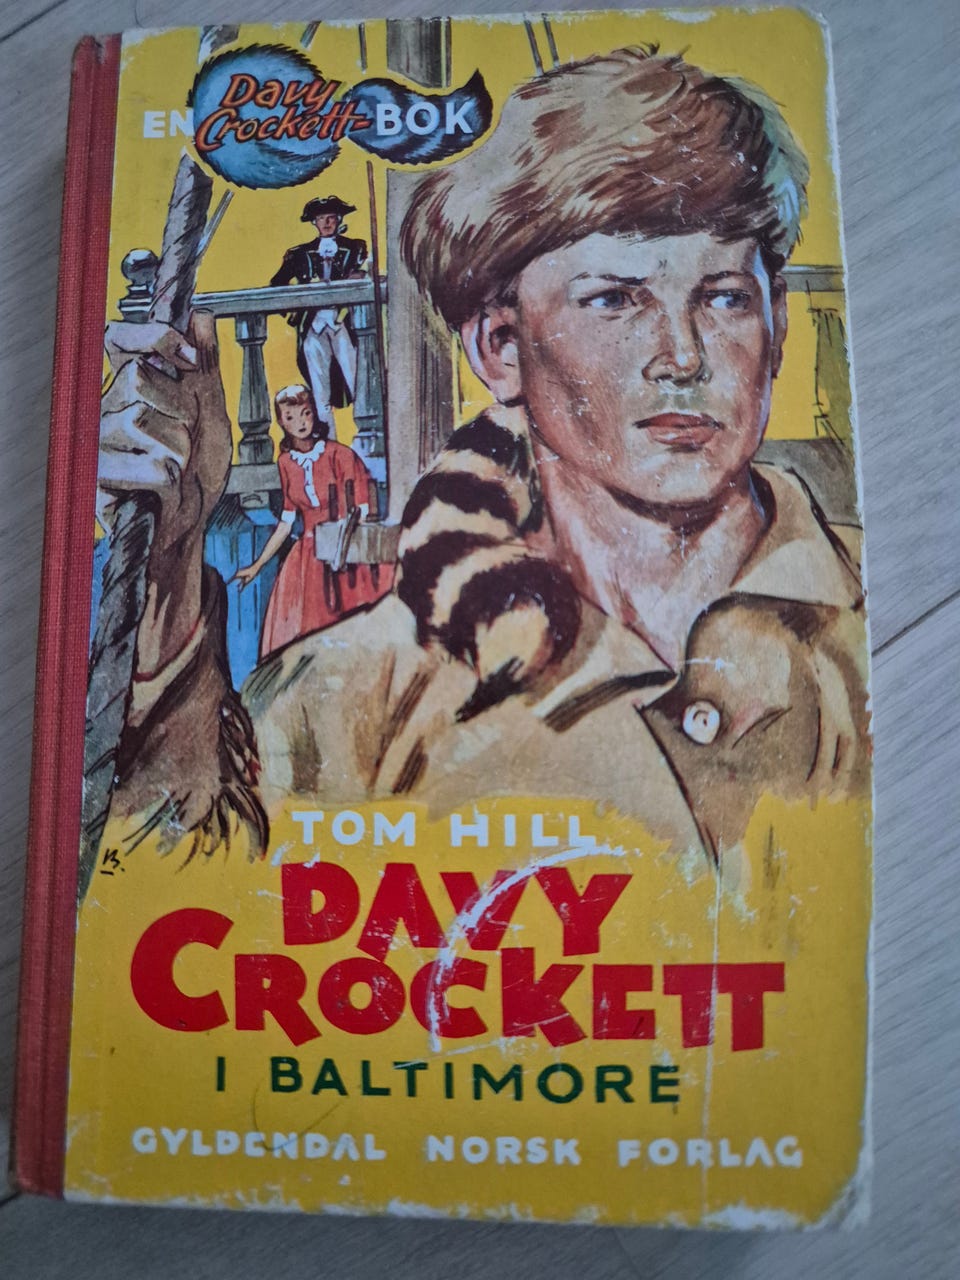 EN Davy Crockett-BOK
TOM HILL
DAVY
CROCKETT
I BALTIMORE
GYLDENDAL NORSK FORLAG